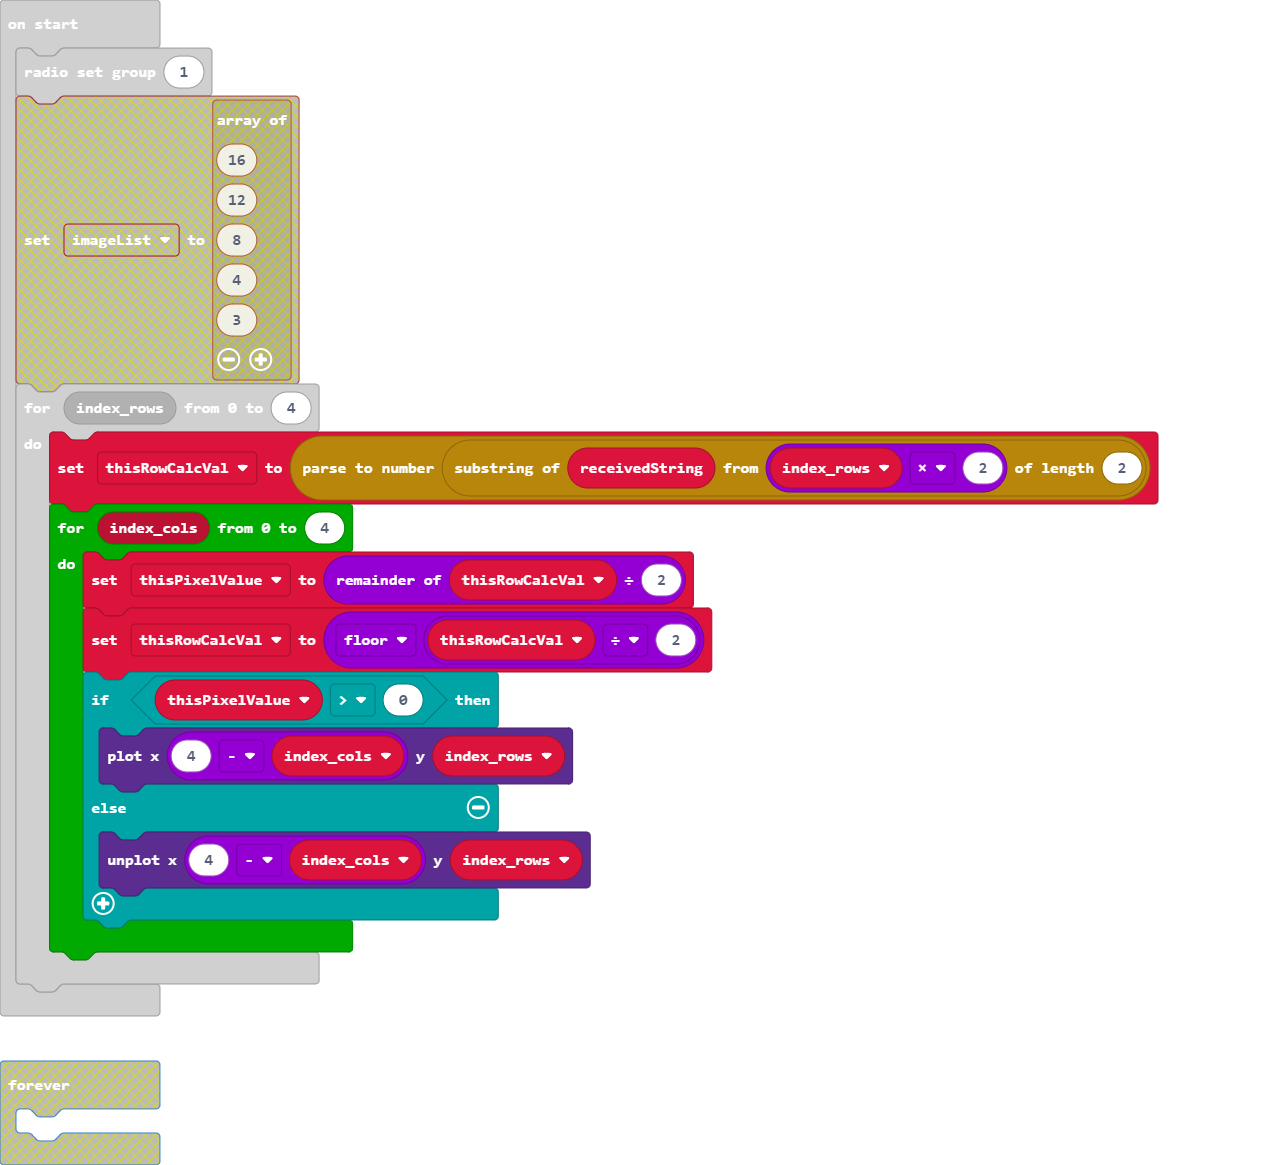 on start
radio set group 1
set imageList to array of
16
12
8
4
3
for index_rows from 0 to 4
do
set thisRowCalcVal to parse to number substring of receivedString from index_rows × 2 of length 2
for index_cols from 0 to 4
do
set thisPixelValue to remainder of thisRowCalcVal ÷ 2
set thisRowCalcVal to floor thisRowCalcVal ÷ 2
if thisPixelValue > 0 then
plot x 4 - index_cols y index_rows
else
unplot x 4 - index_cols y index_rows
forever